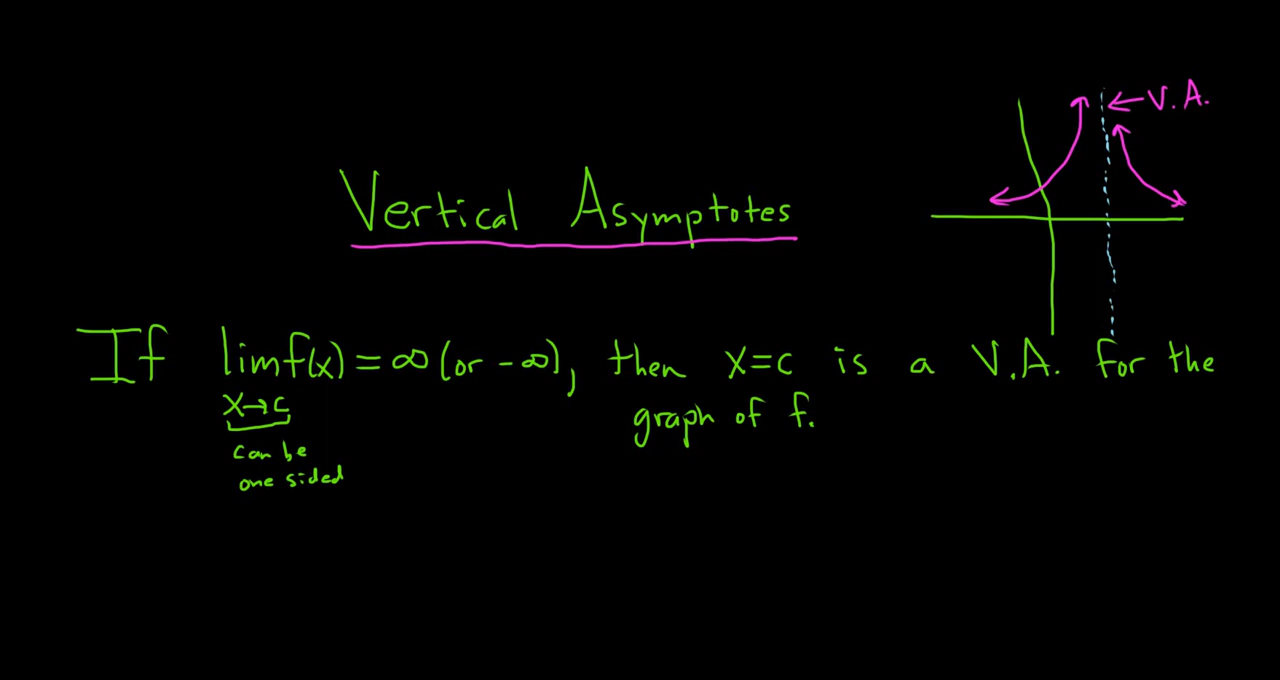 V.A.
Vertical Asymptotes
If lim f(x) = ∞ (or -∞), then x=c is a V.A. for the
x→c
graph of f.
can be
one sided